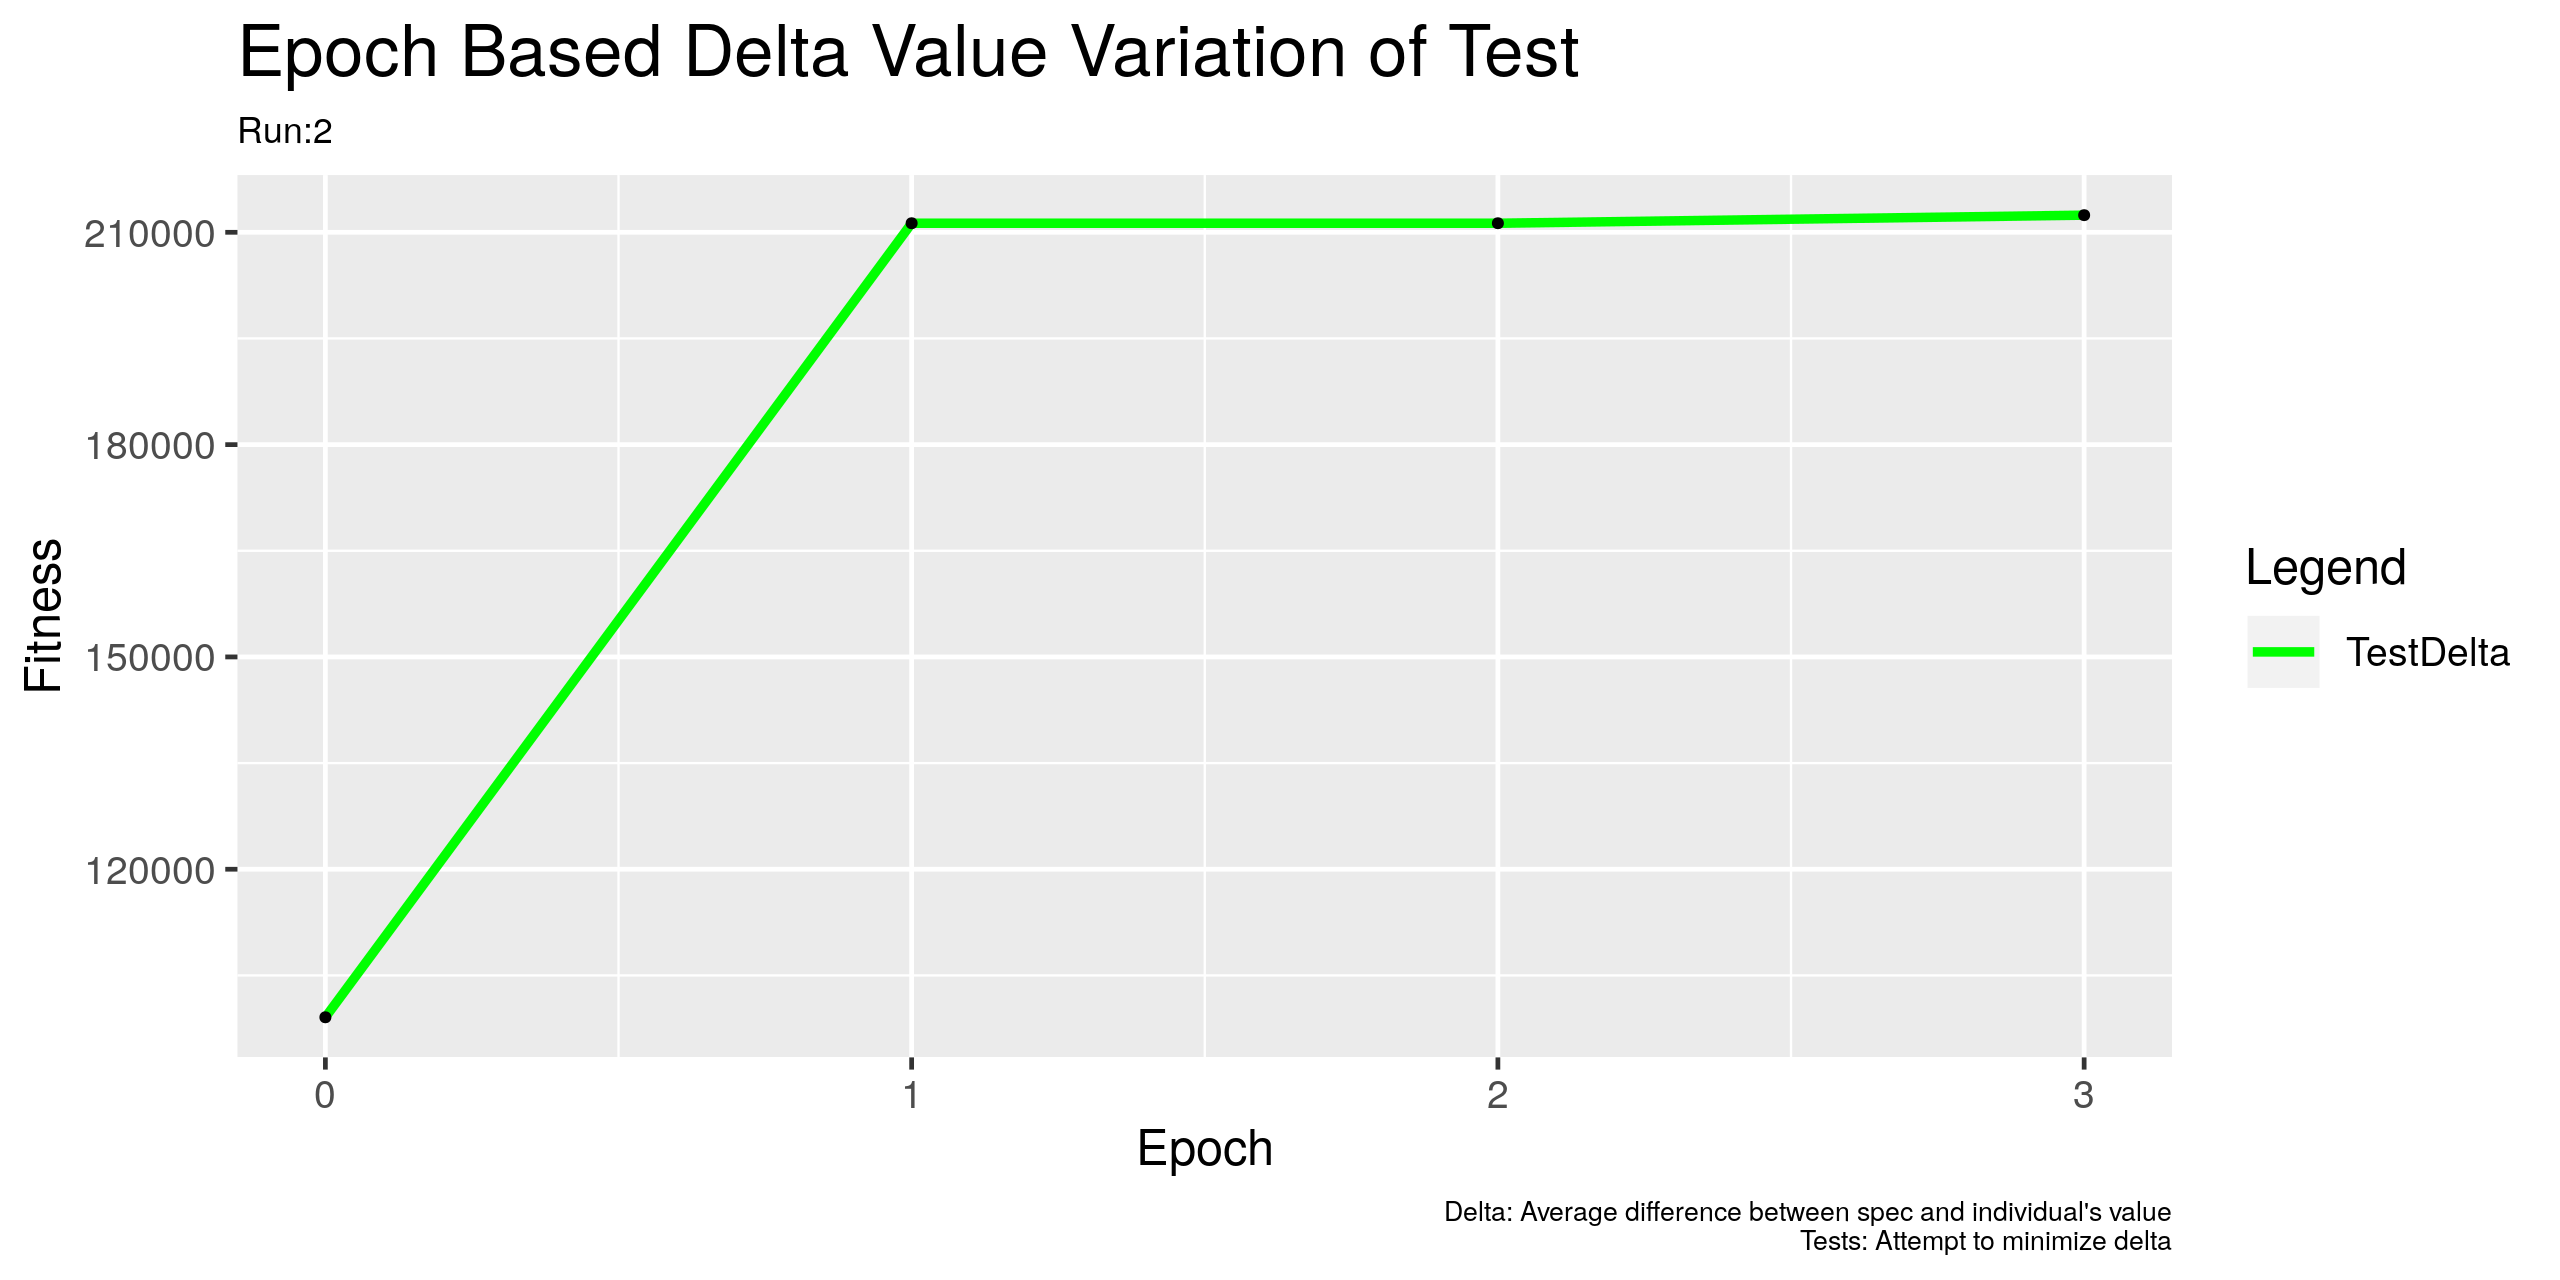 Epoch Based Delta Value Variation of Test
Run:2
210000
180000
150000
120000
Fitness
0
1
2
3
Epoch
Legend
TestDelta
Delta: Average difference between spec and individual's value
Tests: Attempt to minimize delta